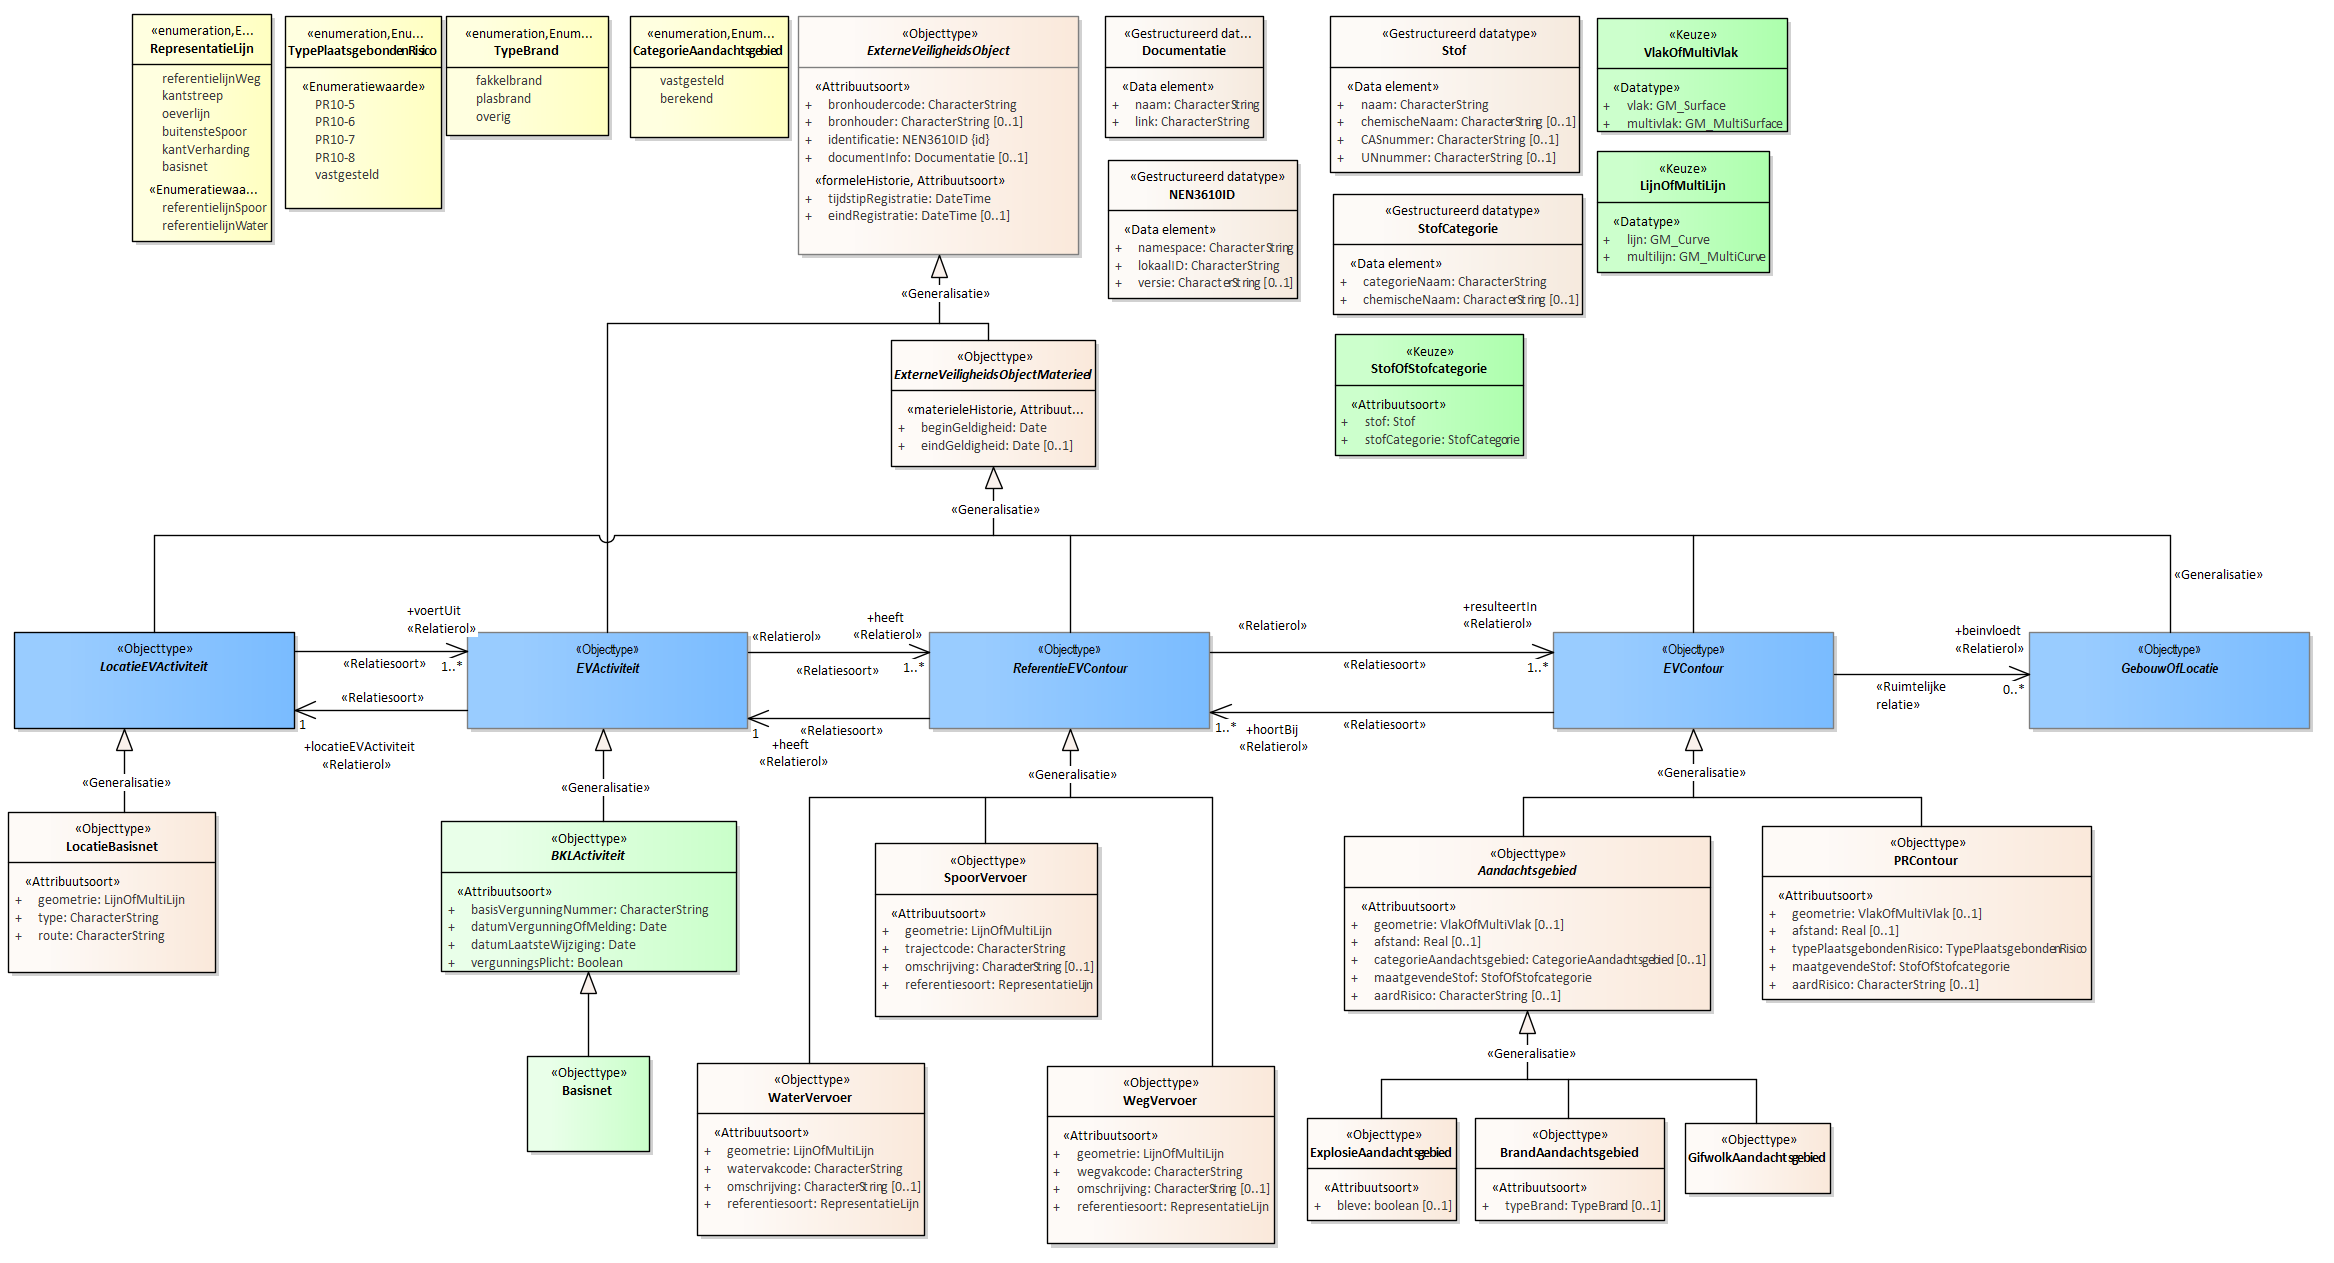 «enumeration,E...
RepresentatieLijn
referentielijnWeg
kantstreep
oeverlijn
buitensteSpoor
kantVerharding
basisnet
«Enumeratiewaa...
referentielijnSpoor
referentielijnWater
«enumeration,Enu...
TypePlaatsgebondenRisico
«Enumeratiewaarde»
PR10-5
PR10-6
PR10-7
PR10-8
vastgesteld
«enumeration,Enum...
TypeBrand
fakkelbrand
plasbrand
overig
«enumeration,Enum...
CategorieAandachtsgebied
vastgesteld
berekend
«Objecttype»
ExterneVeiligheidsObject
«Attribuutsoort»
+ bronhoudercode: CharacterString
+ bronhouder: CharacterString [0..1]
+ identificatie: NEN3610ID {id}
+ documentInfo: Documentatie [0..1]
«formeleHistorie, Attribuutsoort»
+ tijdstipRegistratie: DateTime
+ eindRegistratie: DateTime [0..1]
«Gestructureerd dat...
Documentatie
«Data element»
+ naam: CharacterString
+ link: CharacterString
«Gestructureerd datatype»
NEN3610ID
«Data element»
+ namespace: CharacterString
+ lokaalID: CharacterString
+ versie: CharacterString [0..1]
«Gestructureerd datatype»
Stof
«Data element»
+ naam: CharacterString
+ chemischeNaam: CharacterString [0..1]
+ CASnummer: CharacterString [0..1]
+ UNnummer: CharacterString [0..1]
«Gestructureerd datatype»
StofCategorie
«Data element»
+ categorieNaam: CharacterString
+ chemischeNaam: CharacterString [0..1]
«Keuze»
StofOfStofcategorie
«Attribuutsoort»
+ stof: Stof
+ stofCategorie: StofCategorie
«Keuze»
VlakOfMultiVlak
«Datatype»
+ vlak: GM_Surface
+ multivlak: GM_MultiSurface
«Keuze»
LijnOfMultiLijn
«Datatype»
+ lijn: GM_Curve
+ multilijn: GM_MultiCurve
«Generalisatie»
«Objecttype»
ExterneVeiligheidsObjectMaterieel
«materieleHistorie, Attribuut...
+ beginGeldigheid: Date
+ eindGeldigheid: Date [0..1]
«Generalisatie»
«Generalisatie»
«Objecttype»
LocatieEVActiviteit
+voertUit
«Relatierol»
«Relatiesoort»
1..*
«Relatiesoort»
1
+locatieEVActiviteit
«Relatierol»
«Objecttype»
EVActiviteit
«Relatierol»
+heeft
«Relatierol»
«Relatiesoort»
1..*
«Relatiesoort»
1
+heeft
«Relatierol»
«Objecttype»
ReferentieEVContour
«Relatierol»
+resulteertIn
«Relatierol»
«Relatiesoort»
1..*
«Relatiesoort»
1..*
+hoortBij
«Relatierol»
«Objecttype»
EVContour
+beinvloedt
«Relatierol»
«Ruimtelijke
relatie»
0..*
«Objecttype»
GebouwOfLocatie
«Generalisatie»
«Generalisatie»
«Generalisatie»
«Generalisatie»
«Objecttype»
LocatieBasisnet
«Attribuutsoort»
+ geometrie: LijnOfMultiLijn
+ type: CharacterString
+ route: CharacterString
«Objecttype»
BKLActiviteit
«Attribuutsoort»
+ basisVergunningNummer: CharacterString
+ datumVergunningOfMelding: Date
+ datumLaatsteWijziging: Date
+ vergunningsPlicht: Boolean
«Objecttype»
Basisnet
«Objecttype»
SpoorVervoer
«Attribuutsoort»
+ geometrie: LijnOfMultiLijn
+ trajectcode: CharacterString
+ omschrijving: CharacterString [0..1]
+ referentiesoort: RepresentatieLijn
«Objecttype»
WaterVervoer
«Attribuutsoort»
+ geometrie: LijnOfMultiLijn
+ watervakcode: CharacterString
+ omschrijving: CharacterString [0..1]
+ referentiesoort: RepresentatieLijn
«Objecttype»
WegVervoer
«Attribuutsoort»
+ geometrie: LijnOfMultiLijn
+ wegvakcode: CharacterString
+ omschrijving: CharacterString [0..1]
+ referentiesoort: RepresentatieLijn
«Objecttype»
Aandachtsgebied
«Attribuutsoort»
+ geometrie: VlakOfMultiVlak [0..1]
+ afstand: Real [0..1]
+ categorieAandachtsgebied: CategorieAandachtsgebied [0..1]
+ maatgevendeStof: StofOfStofcategorie
+ aardRisico: CharacterString [0..1]
«Objecttype»
PRContour
«Attribuutsoort»
+ geometrie: VlakOfMultiVlak [0..1]
+ afstand: Real [0..1]
+ typePlaatsgebondenRisico: TypePlaatsgebondenRisico
+ maatgevendeStof: StofOfStofcategorie
+ aardRisico: CharacterString [0..1]
«Generalisatie»
«Objecttype»
ExplosieAandachtsgebied
«Attribuutsoort»
+ bleve: boolean [0..1]
«Objecttype»
BrandAandachtsgebied
«Attribuutsoort»
+ typeBrand: TypeBrand [0..1]
«Objecttype»
GifwolkAandachtsgebied